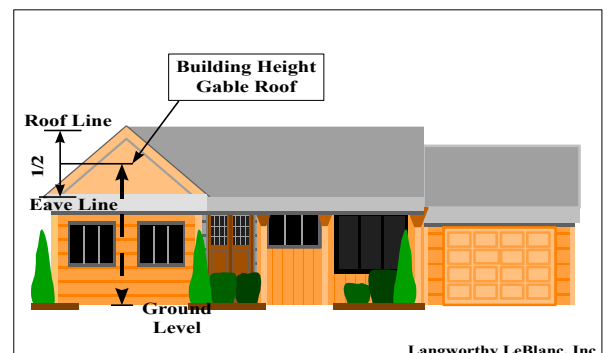 Building Height
Gable Roof
Roof Line
1/2
Eave Line
Ground
Level
Langworthy LeBlanc, Inc